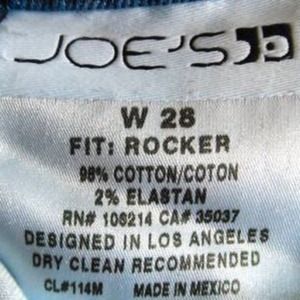 JOE'S
W 28
FIT: ROCKER
98% COTTON/COTON
2% ELASTAN
RN# 108214 CA# 35037
DESIGNED IN LOS ANGELES
DRY CLEAN RECOMMENDED
CL#114M MADE IN MEXICO